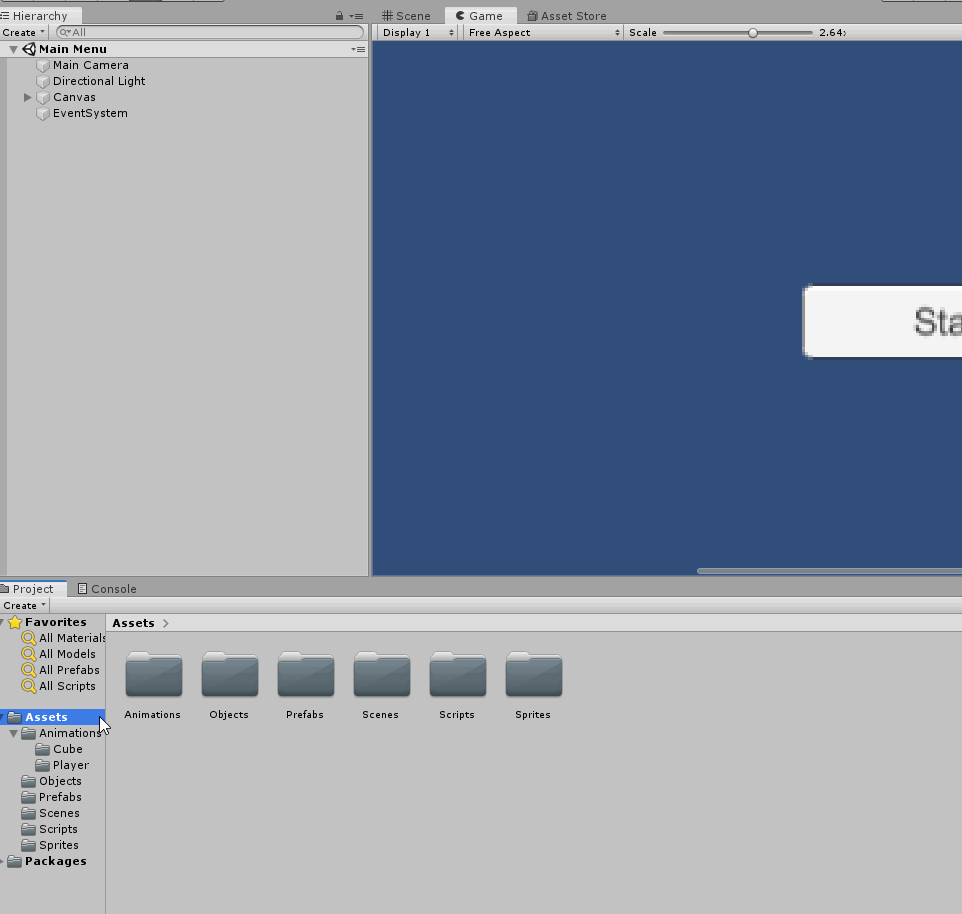 Hierarchy
Create All
Main Menu
Main Camera
Directional Light
Canvas
EventSystem
Scene Game Asset Store
Display 1 Free Aspect Scale 2.64
Sta
Project Console
Create
Favorites
All Materials
All Models
All Prefabs
All Scripts
Assets
Animations
Cube
Player
Objects
Prefabs
Scenes
Scripts
Sprites
Packages
Assets
Animations Objects Prefabs Scenes Scripts Sprites